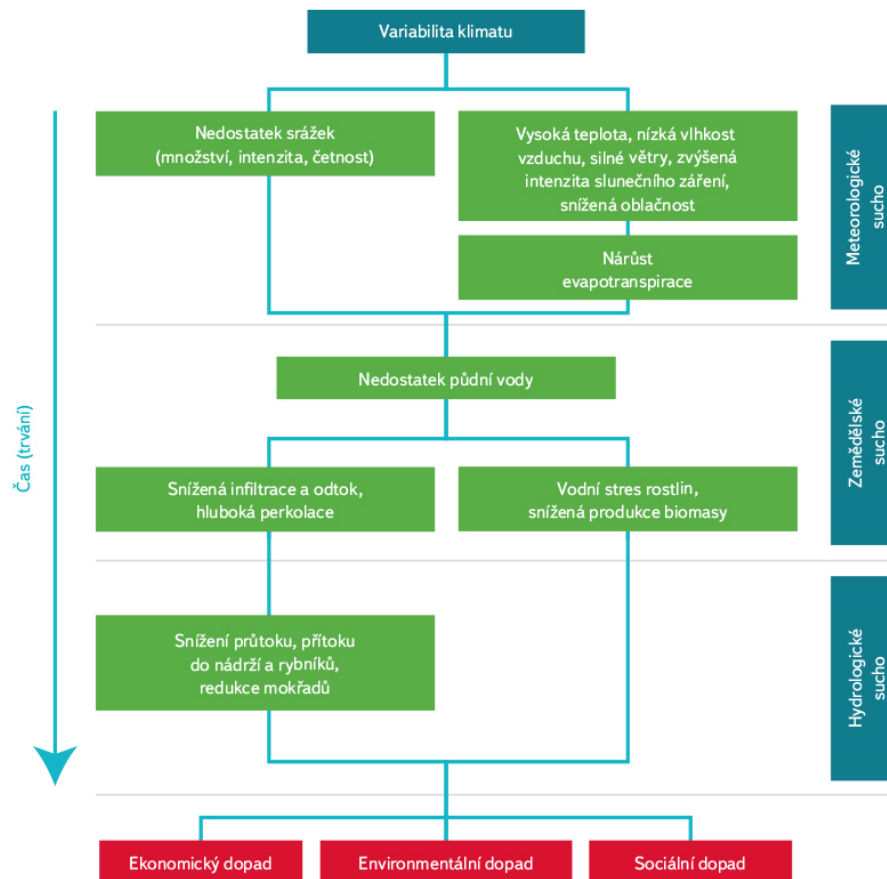 Variabilita klimatu
Nedostatek srážek
(množství, intenzita, četnost)
Vysoká teplota, nízká vlhkost
vzduchu, silné větry, zvýšená
intenzita slunečního záření,
snížená oblačnost
Nárůst
evapotranspirace
Meteorologické
sucho
Nedostatek půdní vody
Snížená infiltrace a odtok,
hluboká perkolace
Vodní stres rostlin,
snížená produkce biomasy
Zemědělské
sucho
Čas (trvání)
Snížení průtoku, přítoku
do nádrží a rybníků,
redukce mokřadů
Hydrologické
sucho
Ekonomický dopad
Environmentální dopad
Sociální dopad